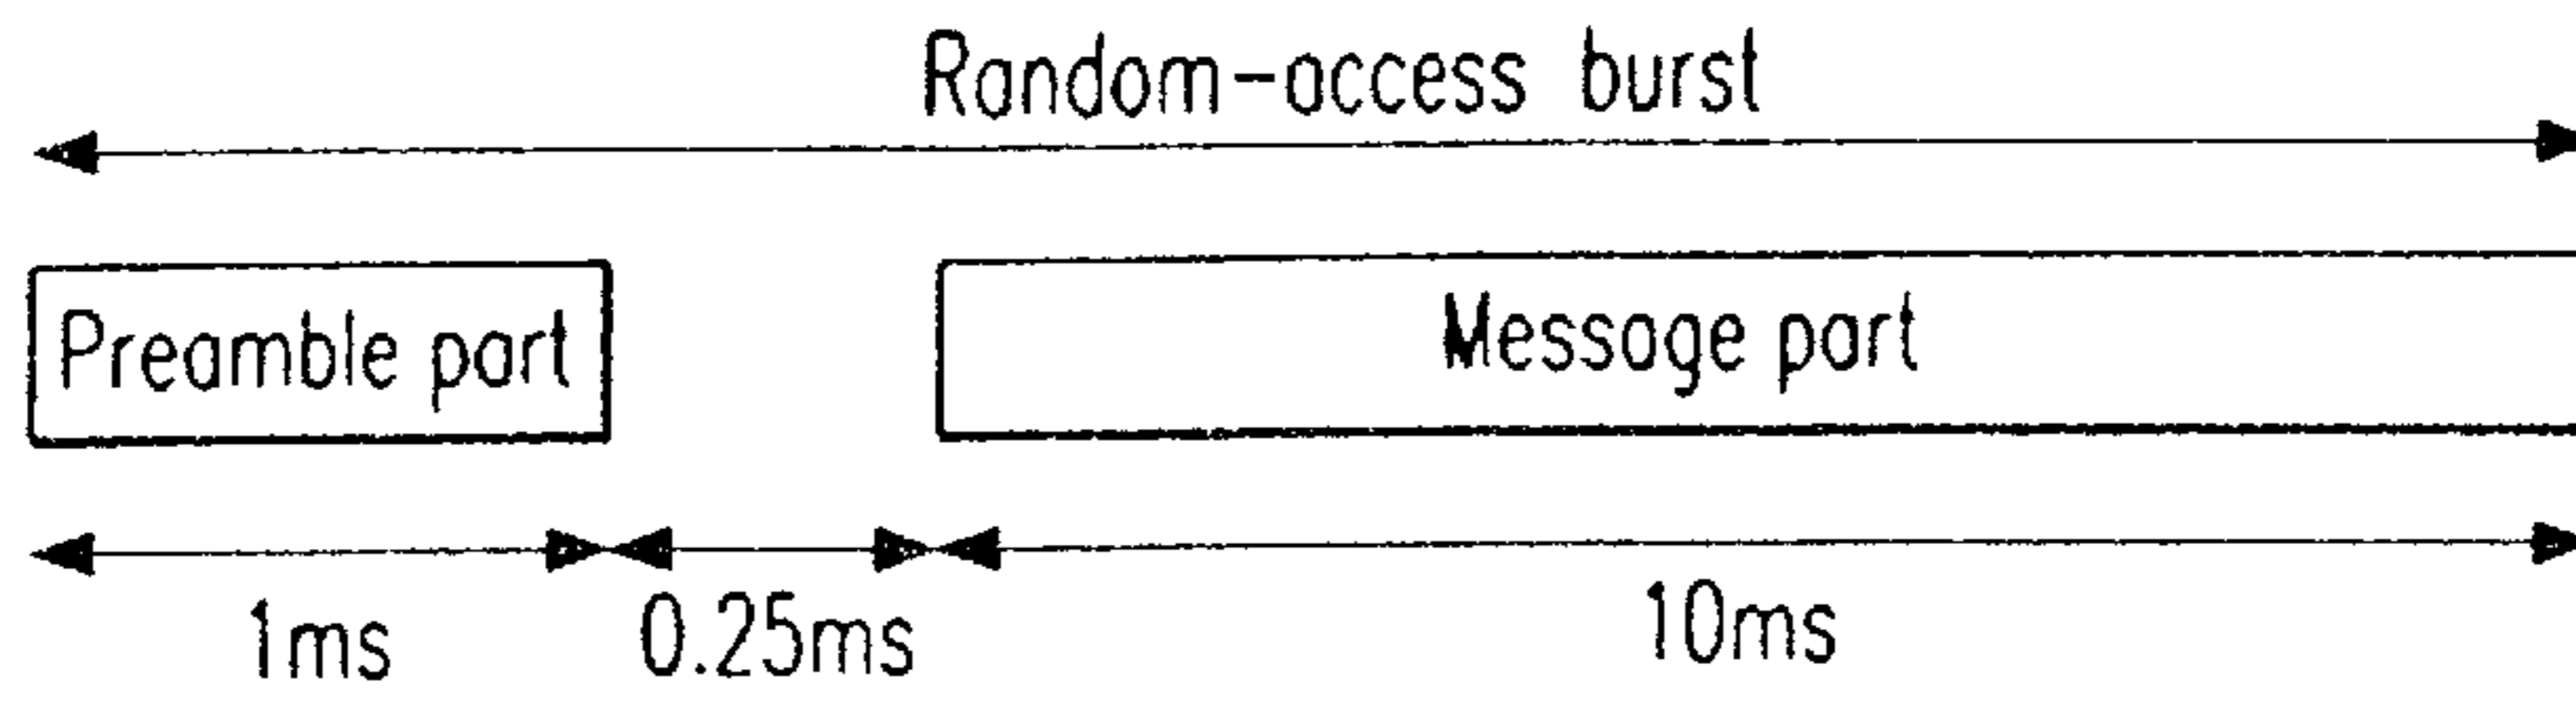 Random-access burst
Preamble part
Message part
1ms
0.25ms
10ms